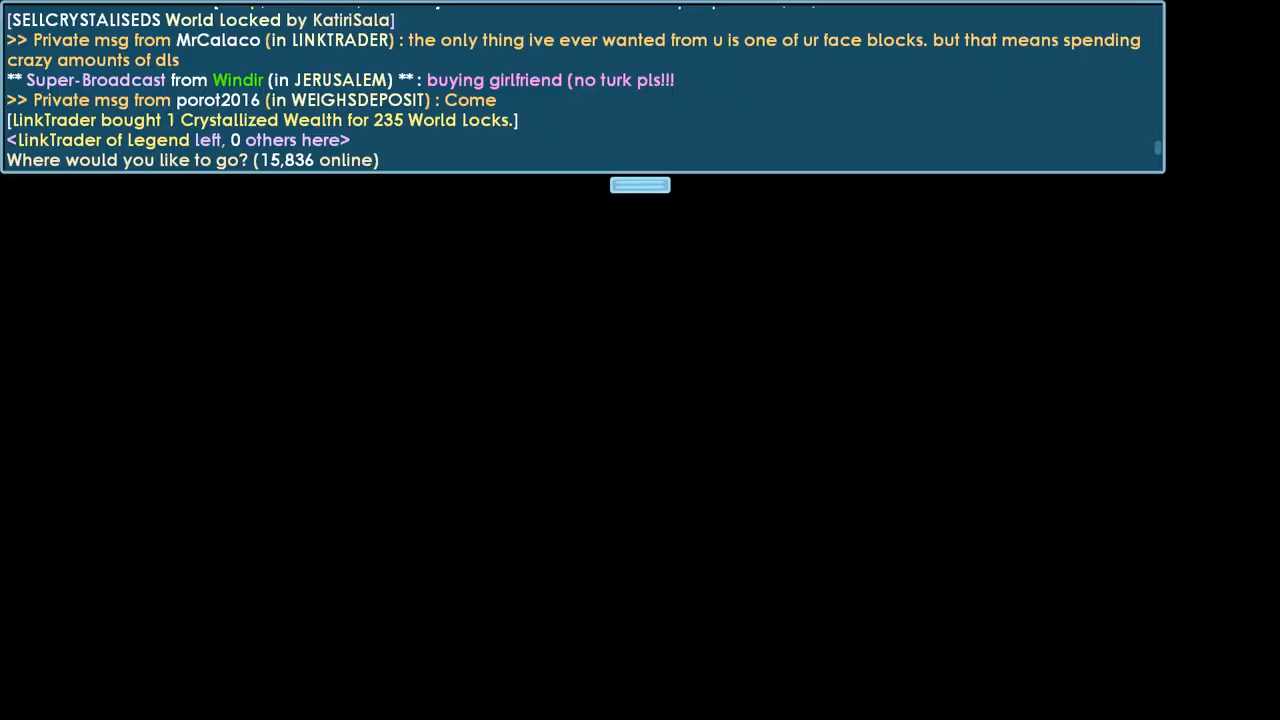 [SELLCRYSTALISEDS World Locked by KatiriSala]
>> Private msg from MrCalaco (in LINKTRADER) : the only thing ive ever wanted from u is one of ur face blocks. but that means spending
crazy amounts of dls
** Super-Broadcast from Windir (in JERUSALEM) ** : buying girlfriend (no turk pls!!!
>> Private msg from porot2016 (in WEIGHSDEPOSIT) : Come
[LinkTrader bought 1 Crystallized Wealth for 235 World Locks.]
<LinkTrader of Legend left, 0 others here>
Where would you like to go? (15,836 online)